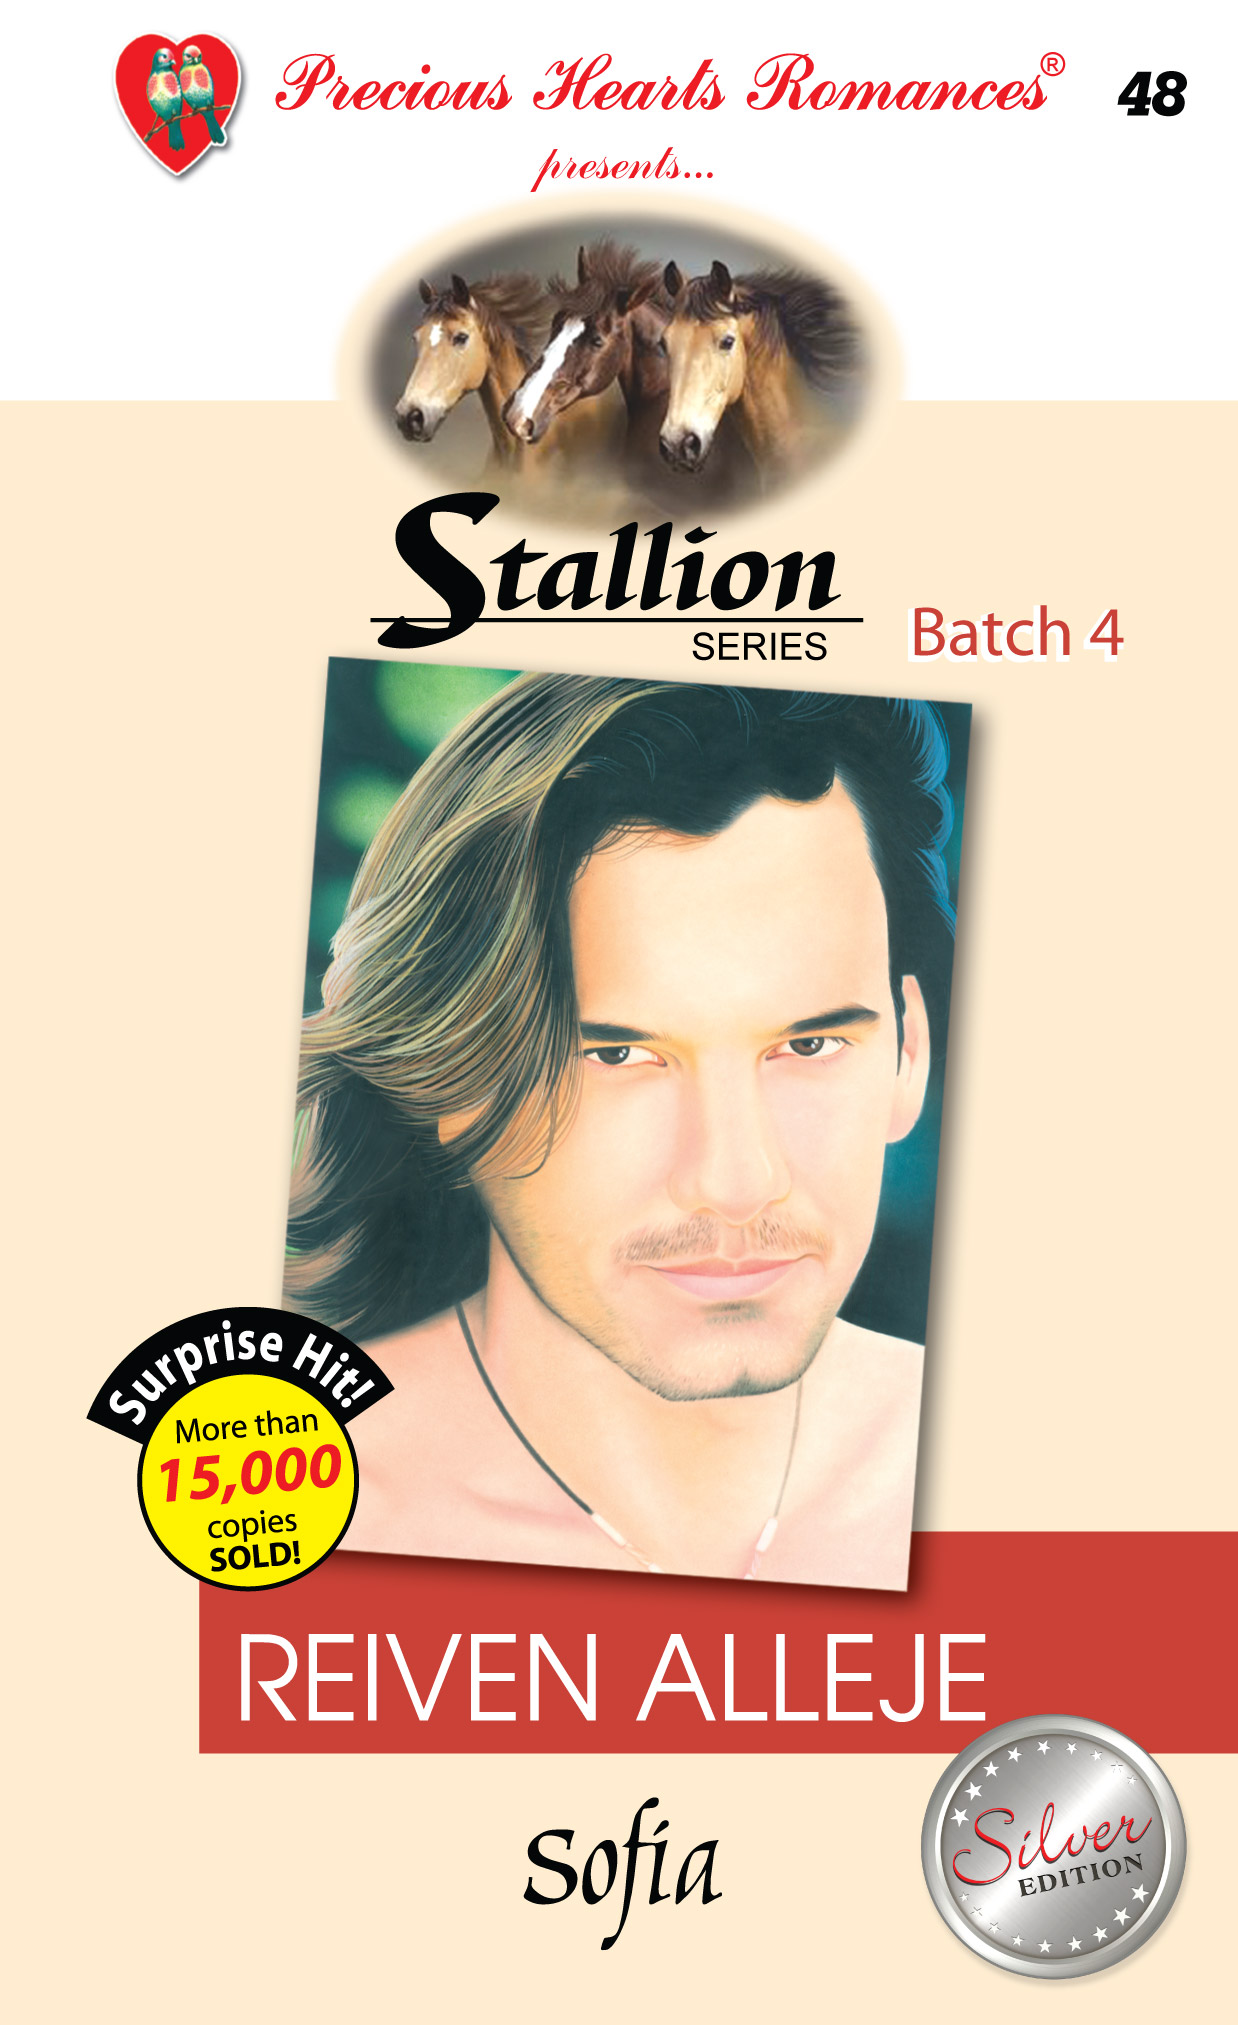 Precious Hearts Romances®
48
presents...
Stallion
SERIES
Batch 4
Surprise Hit!
More than
15,000
copies
SOLD!
REIVEN ALLEJE
Sofia
Silver
EDITION